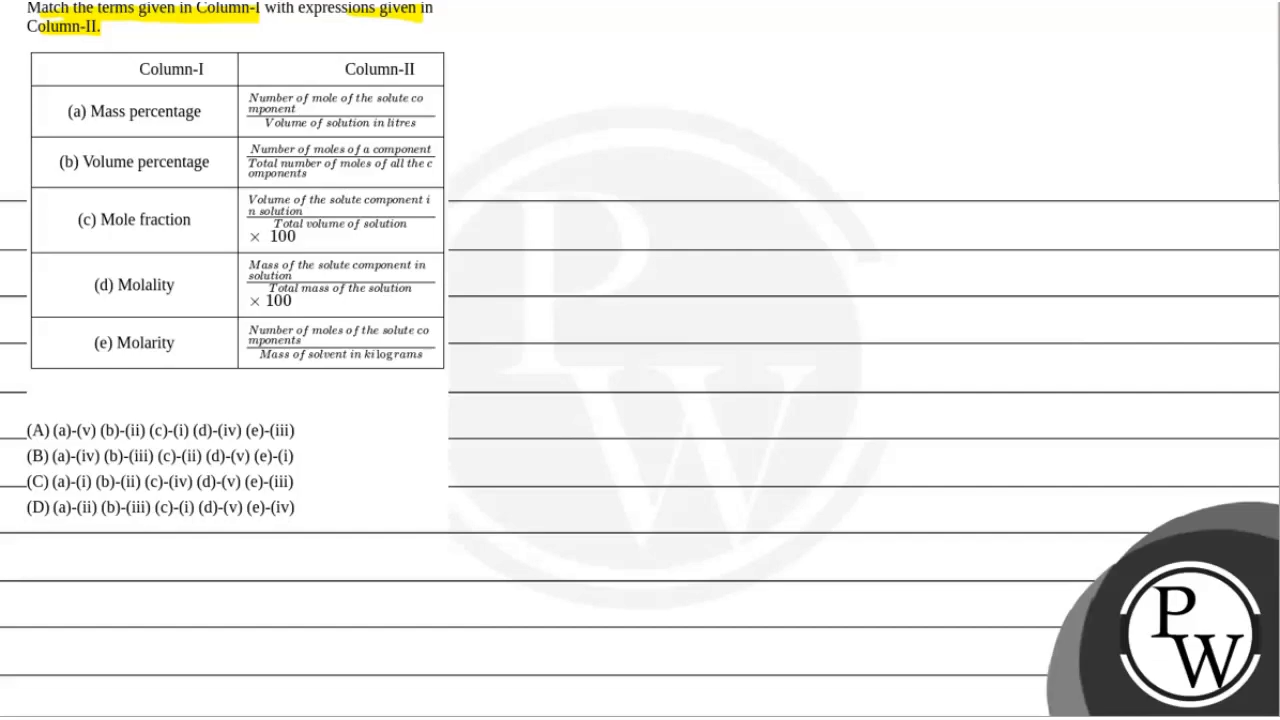 Match the terms given in Column-I with expressions given in
Column-II.
Column-I Column-II
(a) Mass percentage
Number of mole of the solute co
mponent
Volume of solution in litres
(b) Volume percentage
Number of moles of a component
Total number of moles of all the c
omponents
(c) Mole fraction
Volume of the solute component i
n solution
Total volume of solution
× 100
(d) Molality
Mass of the solute component in
solution
Total mass of the solution
× 100
(e) Molarity
Number of moles of the solute co
mponents
Mass of solvent in kilograms
(A) (a)-(v) (b)-(ii) (c)-(i) (d)-(iv) (e)-(iii)
(B) (a)-(iv) (b)-(iii) (c)-(ii) (d)-(v) (e)-(i)
(C) (a)-(i) (b)-(ii) (c)-(iv) (d)-(v) (e)-(iii)
(D) (a)-(ii) (b)-(iii) (c)-(i) (d)-(v) (e)-(iv)
P
W
P
W